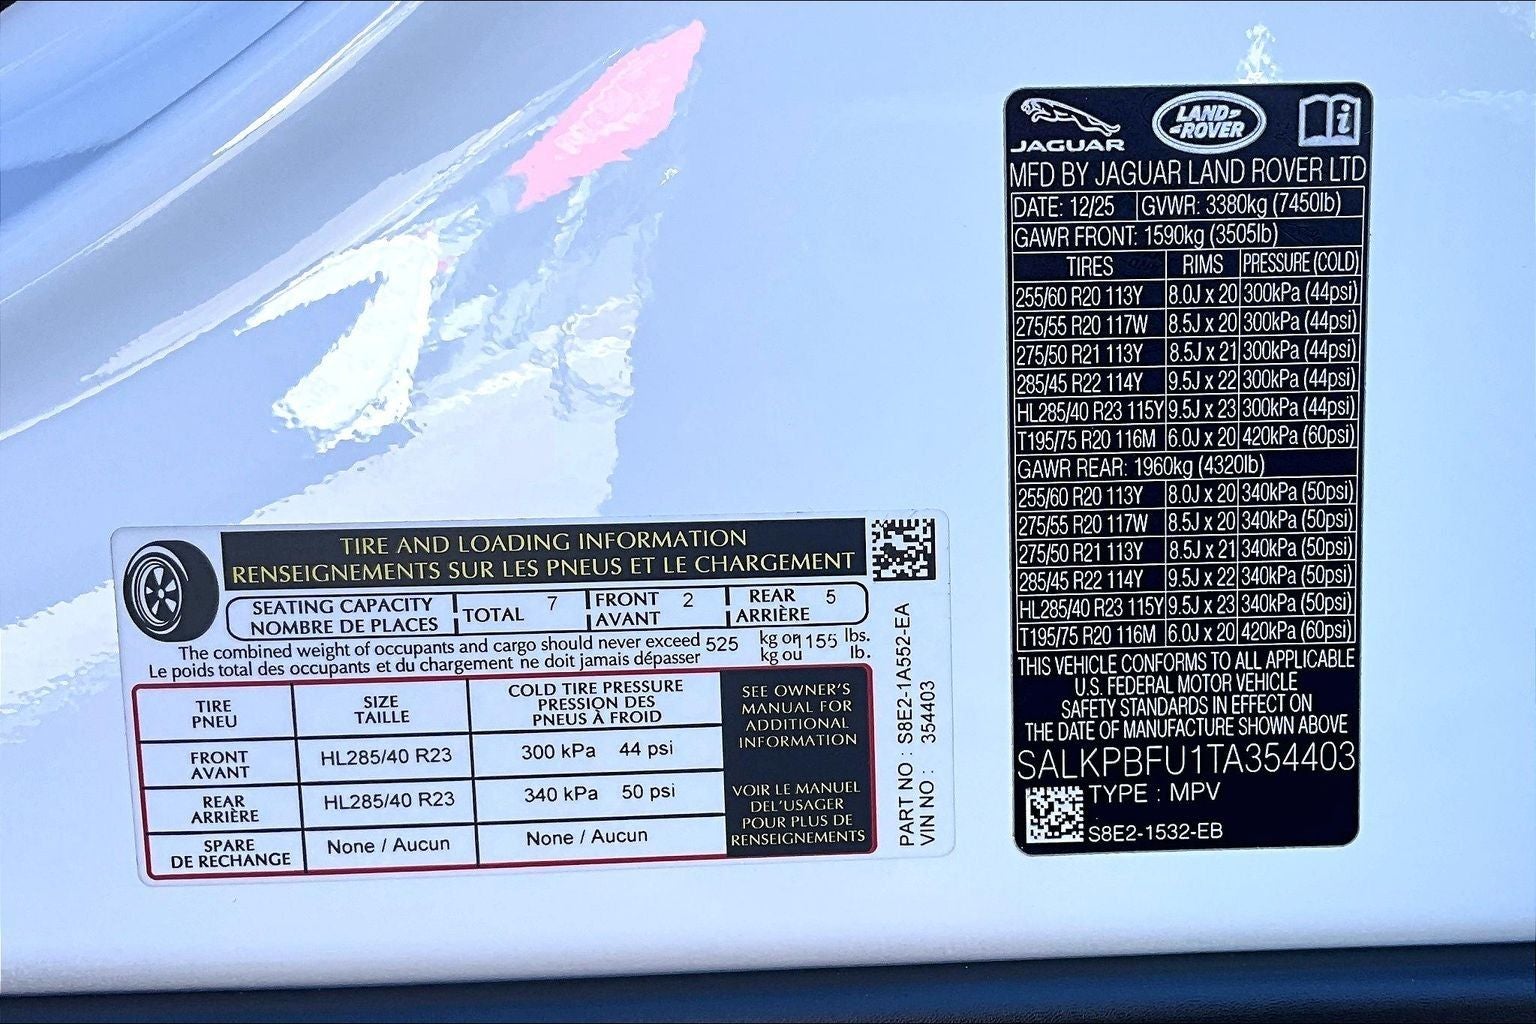 TIRE AND LOADING INFORMATION
RENSEIGNEMENTS SUR LES PNEUS ET LE CHARGEMENT
SEATING CAPACITY
NOMBRE DE PLACES
TOTAL 7
FRONT
AVANT
2
REAR
ARRIÈRE
5
The combined weight of occupants and cargo should never exceed 525 kg or 1155 lbs.
Le poids total des occupants et du chargement ne doit jamais dépasser kg ou lb.
TIRE
PNEU
SIZE
TAILLE
COLD TIRE PRESSURE
PRESSION DES
PNEUS À FROID
FRONT
AVANT
HL285/40 R23
300 kPa 44 psi
REAR
ARRIÈRE
HL285/40 R23
340 kPa 50 psi
SPARE
DE RECHANGE
None / Aucun
None / Aucun
SEE OWNER'S
MANUAL FOR
ADDITIONAL
INFORMATION
VOIR LE MANUEL
DEL'USAGER
POUR PLUS DE
RENSEIGNEMENTS
PART NO : S8E2-1A552-EA
VIN NO : 354403
JAGUAR
LAND ROVER
i
MFD BY JAGUAR LAND ROVER LTD
DATE: 12/25 GVWR: 3380kg (7450lb)
GAWR FRONT: 1590kg (3505lb)
TIRES RIMS PRESSURE (COLD)
255/60 R20 113Y 8.0J x 20 300kPa (44psi)
275/55 R20 117W 8.5J x 20 300kPa (44psi)
275/50 R21 113Y 8.5J x 21 300kPa (44psi)
285/45 R22 114Y 9.5J x 22 300kPa (44psi)
HL285/40 R23 115Y 9.5J x 23 300kPa (44psi)
T195/75 R20 116M 6.0J x 20 420kPa (60psi)
GAWR REAR: 1960kg (4320lb)
255/60 R20 113Y 8.0J x 20 340kPa (50psi)
275/55 R20 117W 8.5J x 20 340kPa (50psi)
275/50 R21 113Y 8.5J x 21 340kPa (50psi)
285/45 R22 114Y 9.5J x 22 340kPa (50psi)
HL285/40 R23 115Y 9.5J x 23 340kPa (50psi)
T195/75 R20 116M 6.0J x 20 420kPa (60psi)
THIS VEHICLE CONFORMS TO ALL APPLICABLE
U.S. FEDERAL MOTOR VEHICLE
SAFETY STANDARDS IN EFFECT ON
THE DATE OF MANUFACTURE SHOWN ABOVE
SALKPBFU1TA354403
TYPE : MPV
S8E2-1532-EB